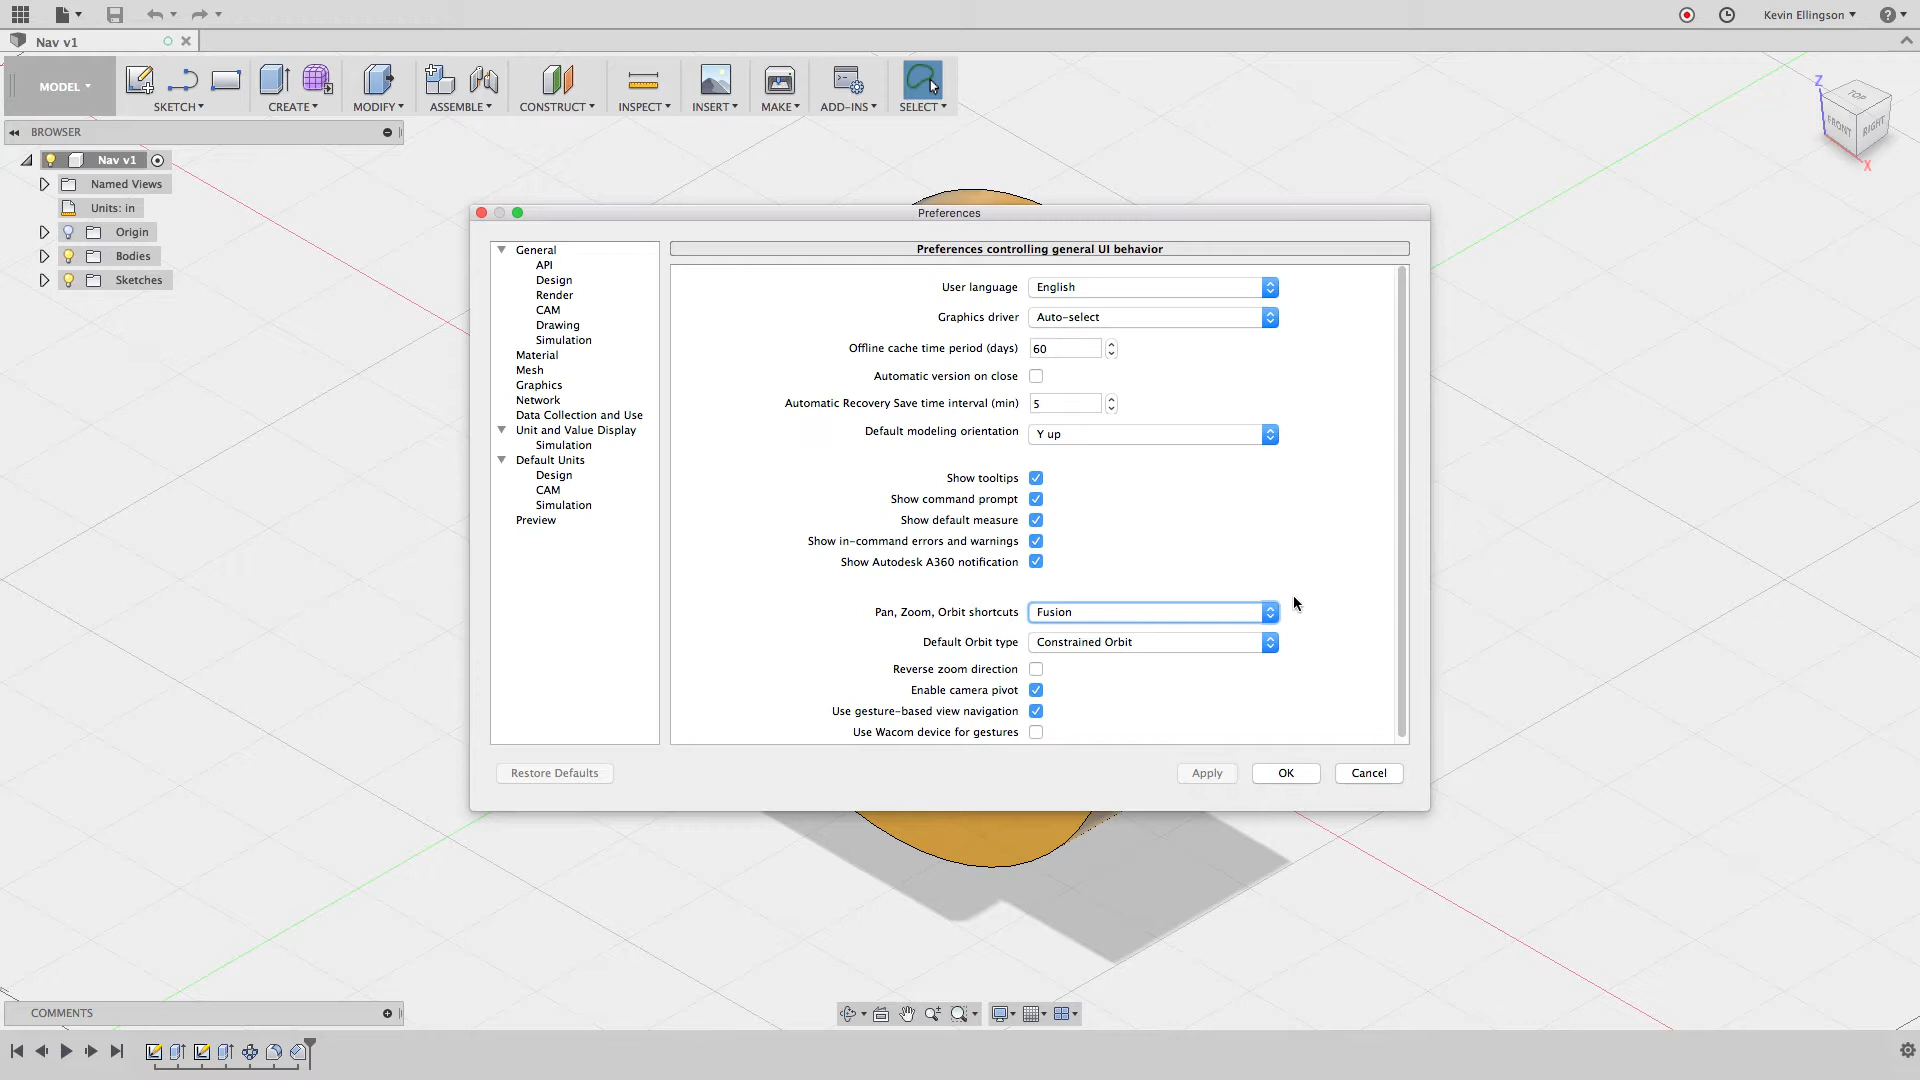 Kevin Ellingson
?
Nav v1
MODEL
SKETCH
CREATE
MODIFY
ASSEMBLE
CONSTRUCT
INSPECT
INSERT
MAKE
ADD-INS
SELECT
Z
TOP
FRONT
RIGHT
X
BROWSER
Nav v1
Named Views
Units: in
Origin
Bodies
Sketches
Preferences
General
API
Design
Render
CAM
Drawing
Simulation
Material
Mesh
Graphics
Network
Data Collection and Use
Unit and Value Display
Simulation
Default Units
Design
CAM
Simulation
Preview
Preferences controlling general UI behavior
User language English
Graphics driver Auto-select
Offline cache time period (days) 60
Automatic version on close
Automatic Recovery Save time interval (min) 5
Default modeling orientation Y up
Show tooltips
Show command prompt
Show default measure
Show in-command errors and warnings
Show Autodesk A360 notification
Pan, Zoom, Orbit shortcuts Fusion
Default Orbit type Constrained Orbit
Reverse zoom direction
Enable camera pivot
Use gesture-based view navigation
Use Wacom device for gestures
Restore Defaults
Apply
OK
Cancel
COMMENTS